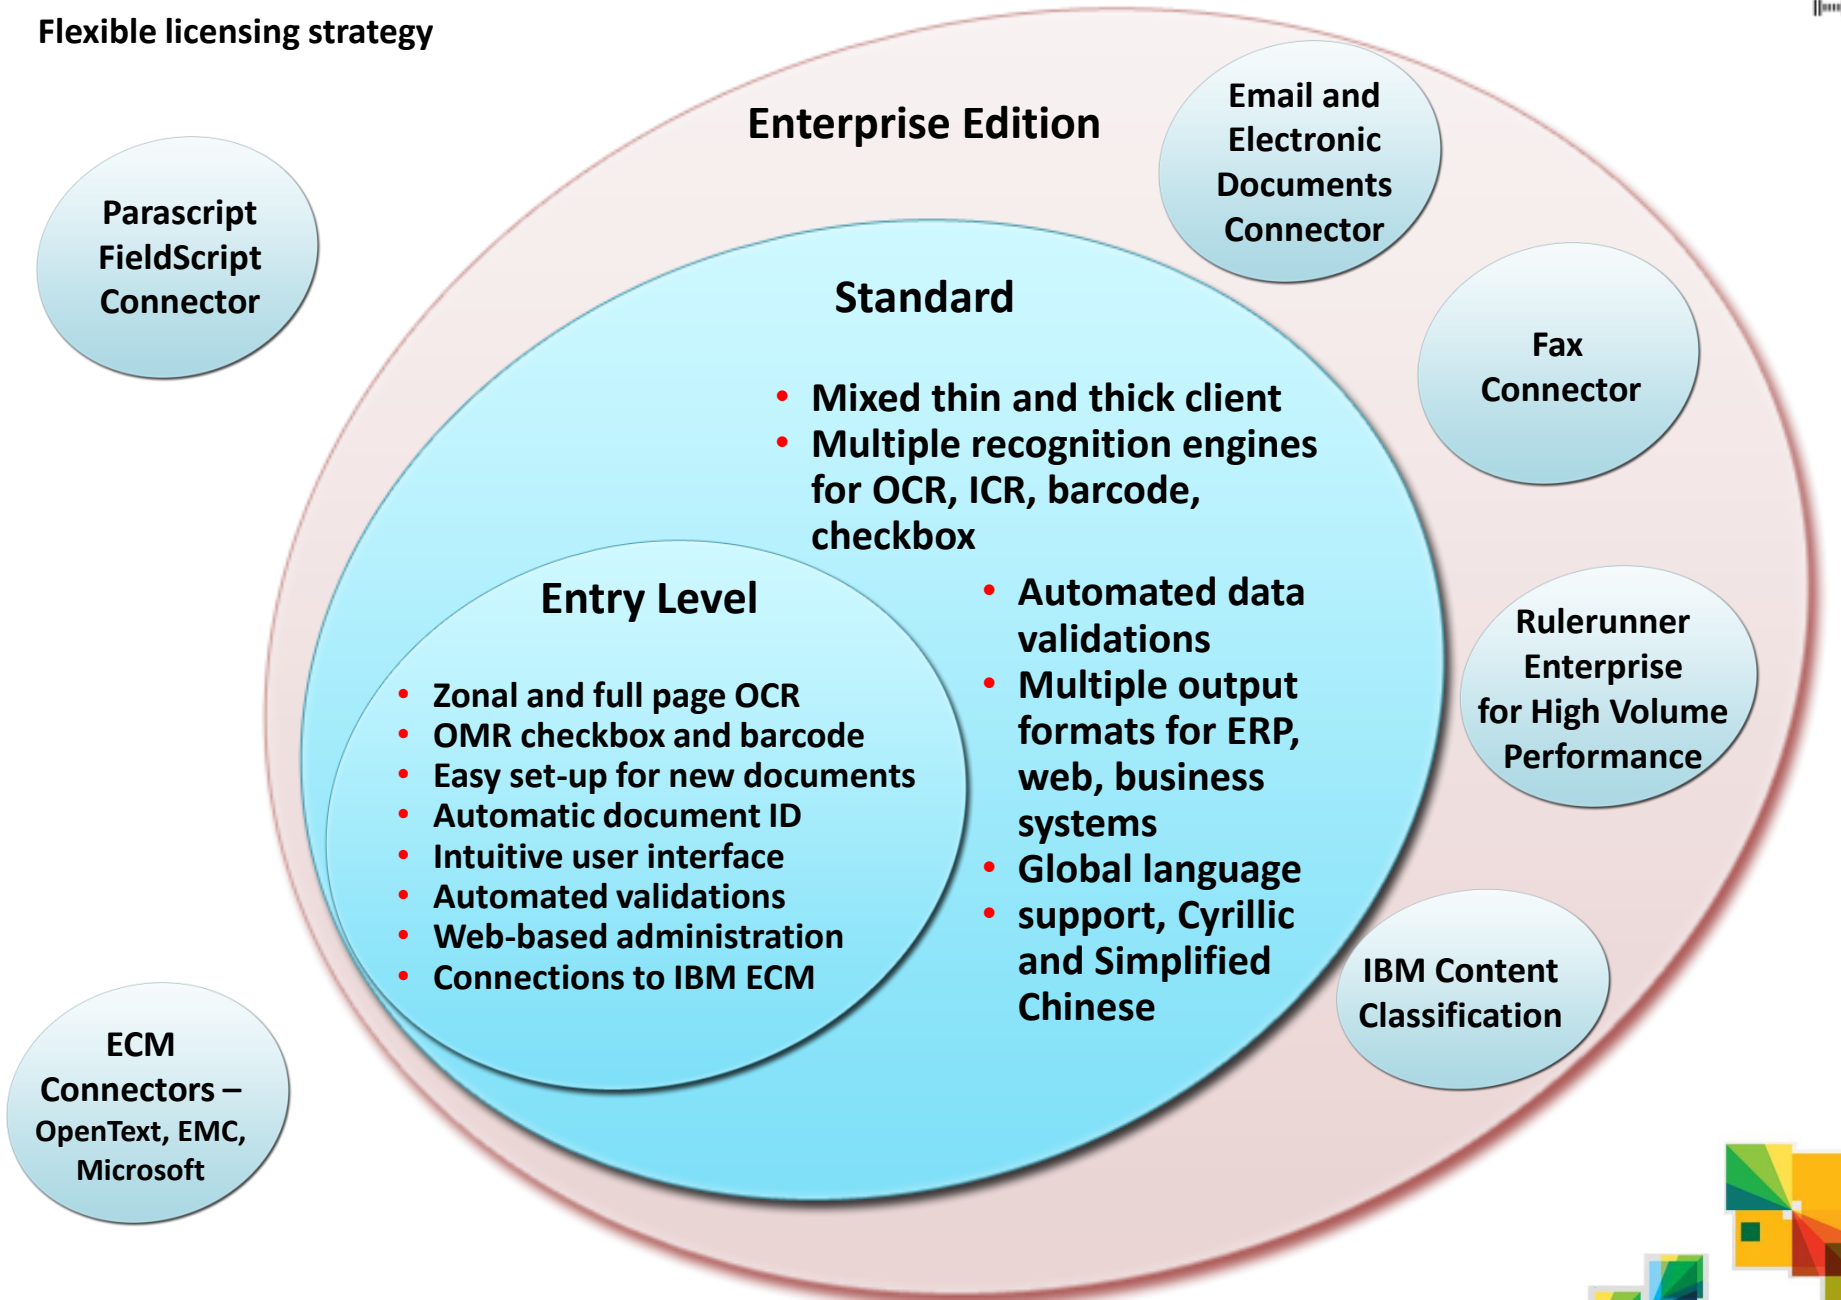 Flexible licensing strategy
Enterprise Edition
Email and
Electronic
Documents
Connector
Parascript
FieldScript
Connector
Standard
Fax
Connector
• Mixed thin and thick client
• Multiple recognition engines
for OCR, ICR, barcode,
checkbox
Entry Level
• Zonal and full page OCR
• OMR checkbox and barcode
• Easy set-up for new documents
• Automatic document ID
• Intuitive user interface
• Automated validations
• Web-based administration
• Connections to IBM ECM
• Automated data
validations
• Multiple output
formats for ERP,
web, business
systems
• Global language
• support, Cyrillic
and Simplified
Chinese
Rulerunner
Enterprise
for High Volume
Performance
IBM Content
Classification
ECM
Connectors –
OpenText, EMC,
Microsoft